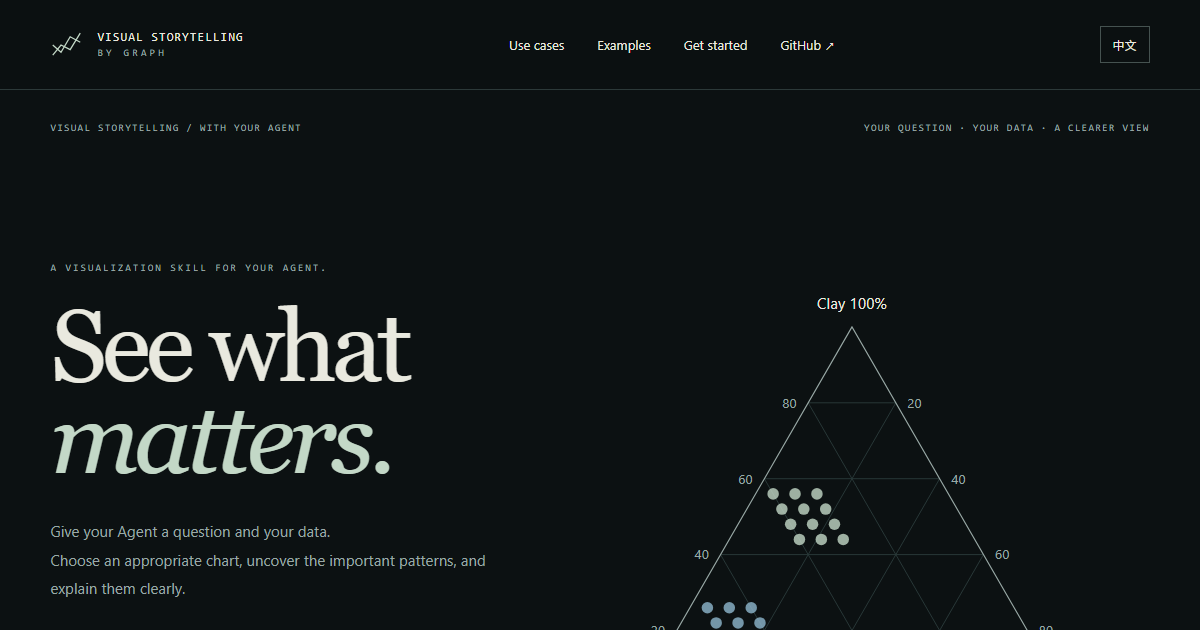 VISUAL STORYTELLING
BY GRAPH
Use cases
Examples
Get started
GitHub ↗
中文
VISUAL STORYTELLING / WITH YOUR AGENT
YOUR QUESTION · YOUR DATA · A CLEARER VIEW
A VISUALIZATION SKILL FOR YOUR AGENT.
See what
matters.
Give your Agent a question and your data.
Choose an appropriate chart, uncover the important patterns, and
explain them clearly.
Clay 100%
80
20
60
40
40
60
20
80